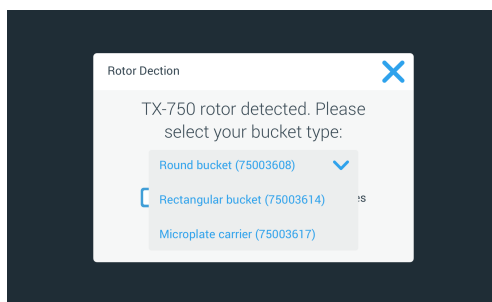 Rotor Dection
TX-750 rotor detected. Please
select your bucket type:
Round bucket (75003608)
Rectangular bucket (75003614)
Microplate carrier (75003617)